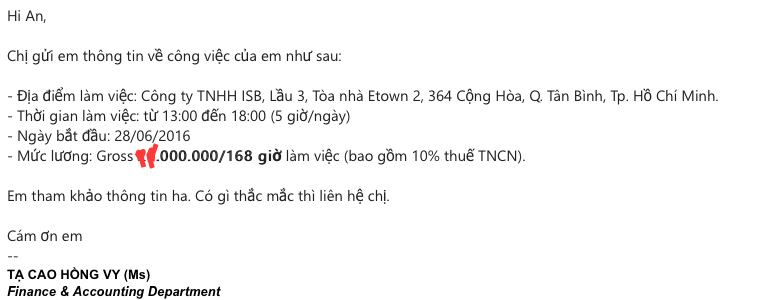 Hi An,
Chị gửi em thông tin về công việc của em như sau:
- Địa điểm làm việc: Công ty TNHH ISB, Lầu 3, Tòa nhà Etown 2, 364 Cộng Hòa, Q. Tân Bình, Tp. Hồ Chí Minh.
- Thời gian làm việc: từ 13:00 đến 18:00 (5 giờ/ngày)
- Ngày bắt đầu: 28/06/2016
- Mức lương: Gross .000.000/168 giờ làm việc (bao gồm 10% thuế TNCN).
Em tham khảo thông tin ha. Có gì thắc mắc thì liên hệ chị.
Cám ơn em
--
TẠ CAO HÒNG VY (Ms)
Finance & Accounting Department